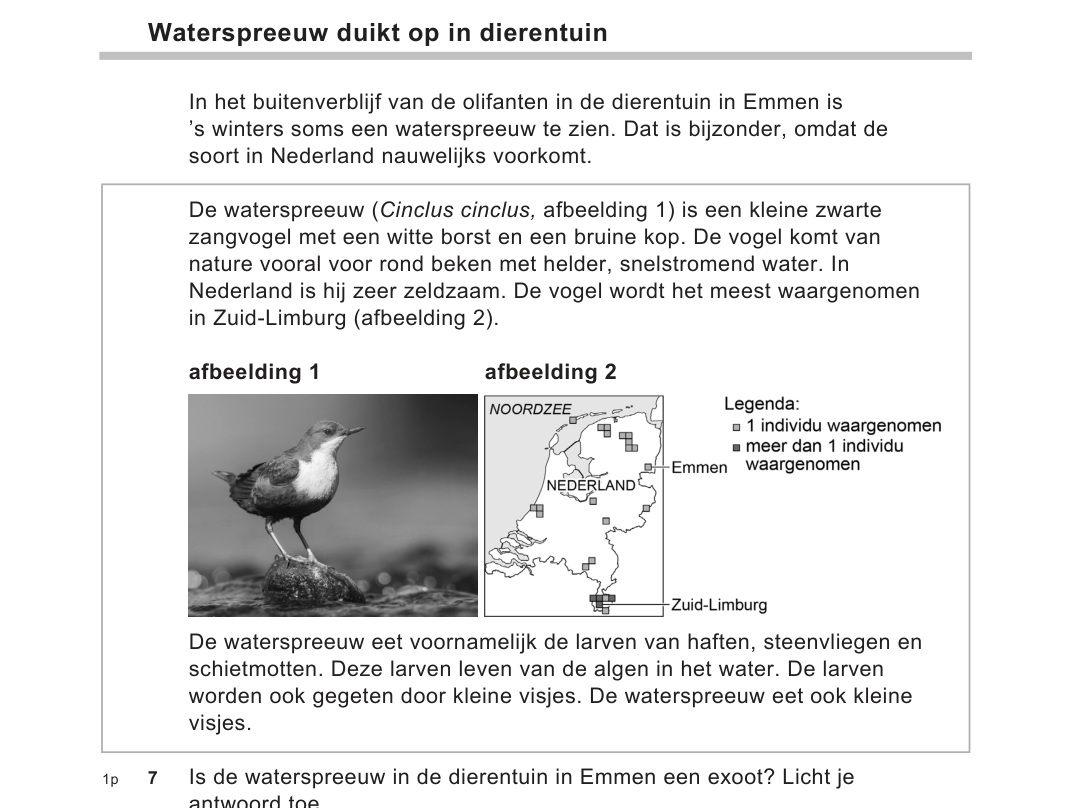 Waterspreeuw duikt op in dierentuin
In het buitenverblijf van de olifanten in de dierentuin in Emmen is
’s winters soms een waterspreeuw te zien. Dat is bijzonder, omdat de
soort in Nederland nauwelijks voorkomt.
De waterspreeuw (Cinclus cinclus, afbeelding 1) is een kleine zwarte
zangvogel met een witte borst en een bruine kop. De vogel komt van
nature vooral voor rond beken met helder, snelstromend water. In
Nederland is hij zeer zeldzaam. De vogel wordt het meest waargenomen
in Zuid-Limburg (afbeelding 2).
afbeelding 1
afbeelding 2
NOORDZEE
NEDERLAND
Emmen
Zuid-Limburg
Legenda:
1 individu waargenomen
meer dan 1 individu
waargenomen
De waterspreeuw eet voornamelijk de larven van haften, steenvliegen en
schietmotten. Deze larven leven van de algen in het water. De larven
worden ook gegeten door kleine visjes. De waterspreeuw eet ook kleine
visjes.
1p 7 Is de waterspreeuw in de dierentuin in Emmen een exoot? Licht je
antwoord toe